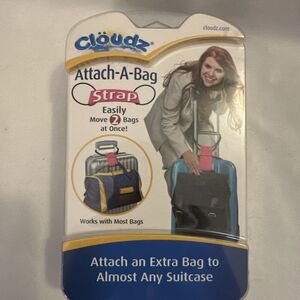 cloudz.com
Clöudz
Attach-A-Bag
Strap
Easily
Move 2 Bags
at Once!
Works with Most Bags
Attach an Extra Bag to
Almost Any Suitcase